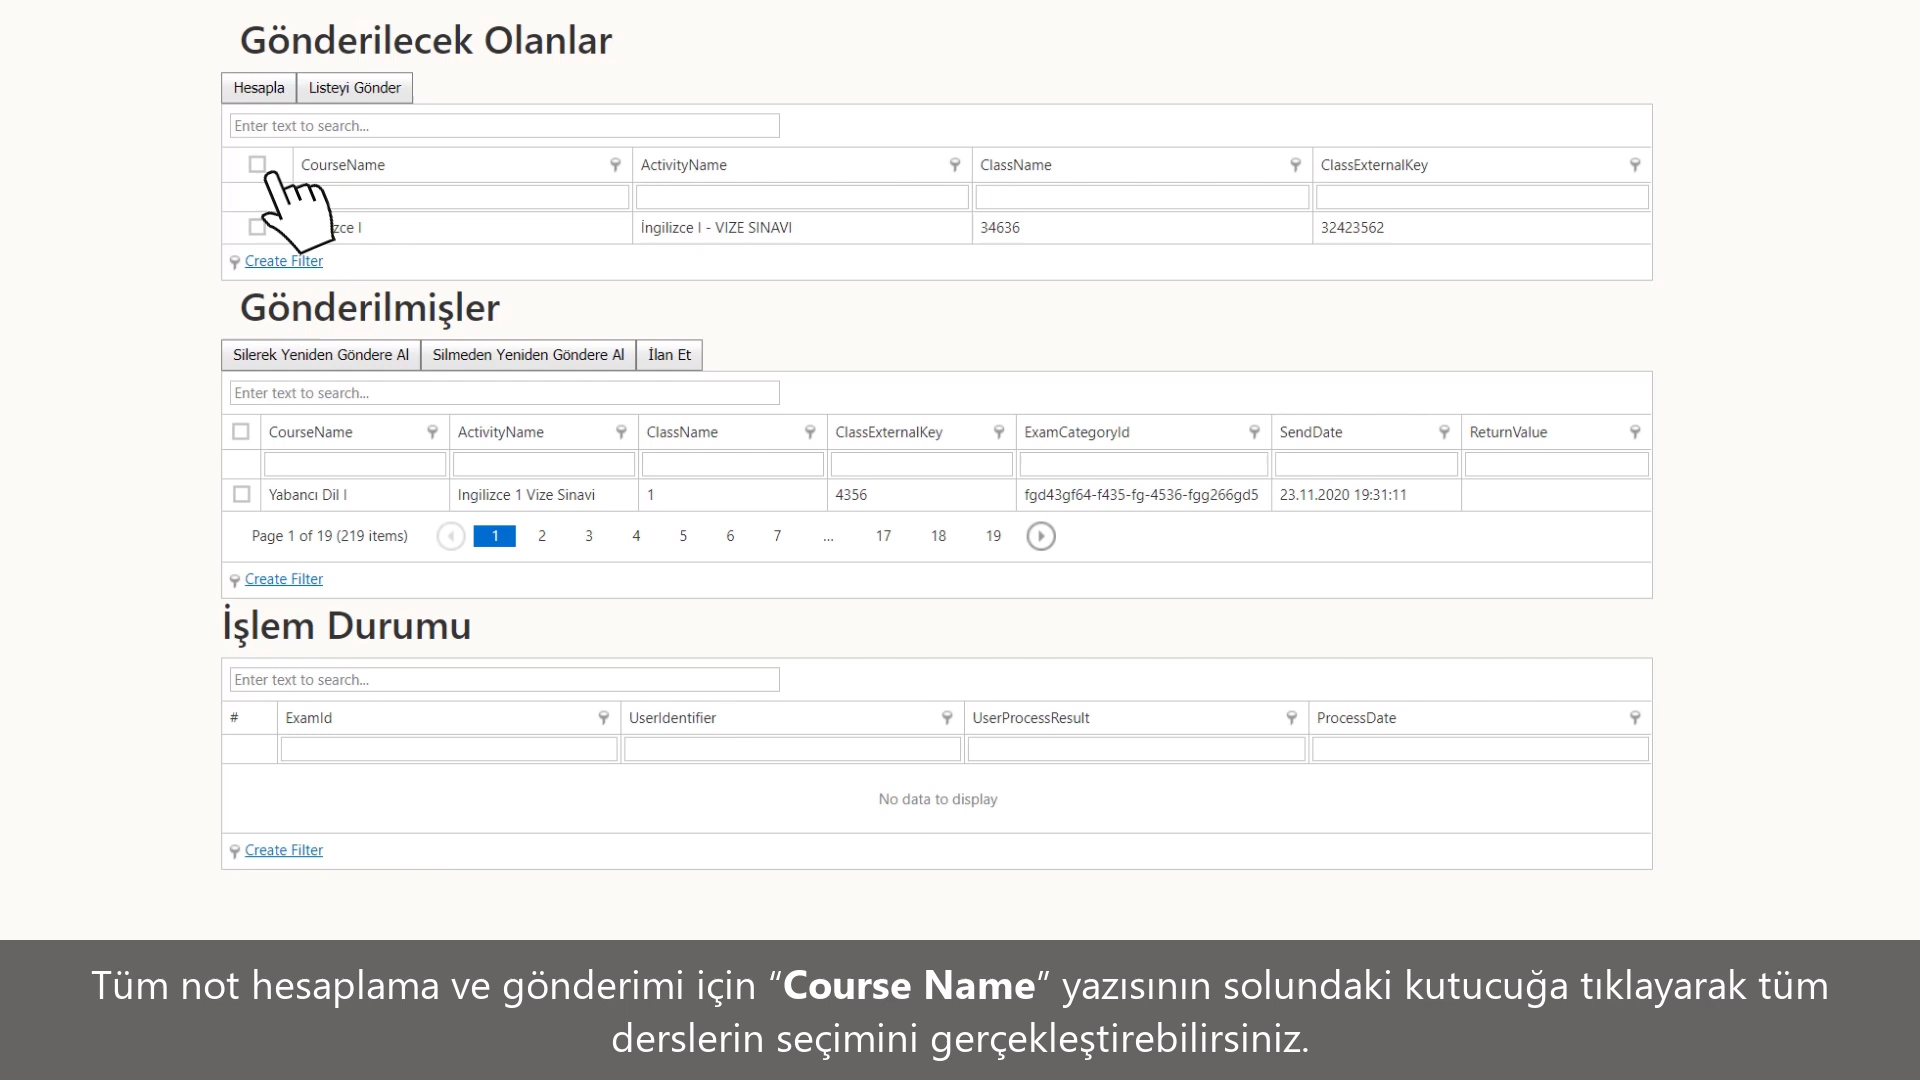 Gönderilecek Olanlar
Hesapla Listeyi Gönder
Enter text to search...
CourseName ActivityName ClassName ClassExternalKey
İngilizce I - VIZE SINAVI 34636 32423562
Create Filter
Gönderilmişler
Silerek Yeniden Göndere Al Silmeden Yeniden Göndere Al İlan Et
Enter text to search...
CourseName ActivityName ClassName ClassExternalKey ExamCategoryId SendDate ReturnValue
Yabancı Dil I Ingilizce 1 Vize Sinavi 1 4356 fgd43gf64-f435-fg-4536-fgg266gd5 23.11.2020 19:31:11
Page 1 of 19 (219 items) 1 2 3 4 5 6 7 ... 17 18 19
Create Filter
İşlem Durumu
Enter text to search...
# ExamId UserIdentifier UserProcessResult ProcessDate
No data to display
Create Filter
Tüm not hesaplama ve gönderimi için “Course Name” yazısının solundaki kutucuğa tıklayarak tüm
derslerin seçimini gerçekleştirebilirsiniz.